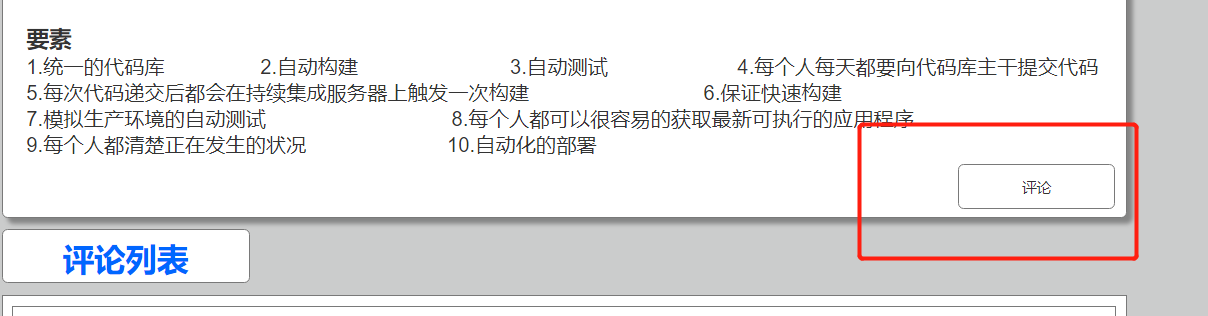 要素
1.统一的代码库 2.自动构建 3.自动测试 4.每个人每天都要向代码库主干提交代码
5.每次代码递交后都会在持续集成服务器上触发一次构建 6.保证快速构建
7.模拟生产环境的自动测试 8.每个人都可以很容易的获取最新可执行的应用程序
9.每个人都清楚正在发生的状况 10.自动化的部署
评论
评论列表